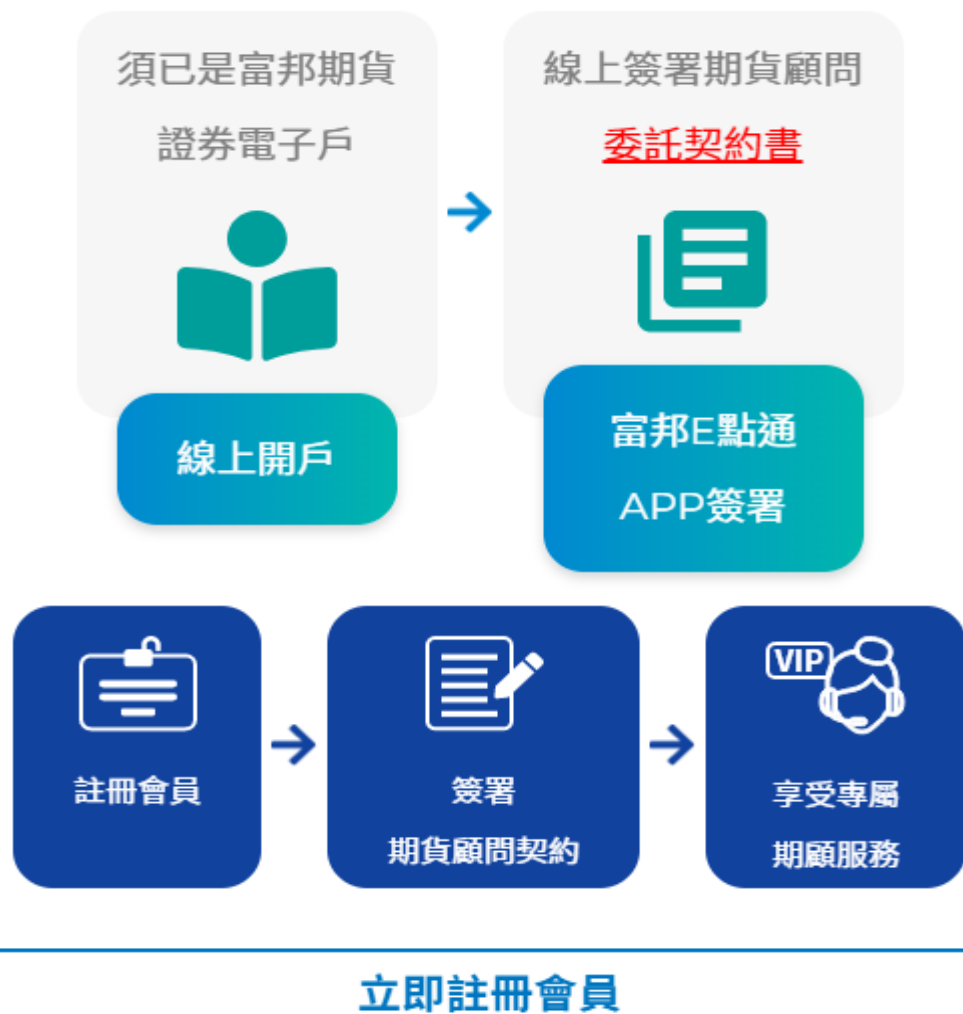 須已是富邦期貨
證券電子戶
線上開戶
線上簽署期貨顧問
委託契約書
富邦E點通
APP簽署
註冊會員
簽署
期貨顧問契約
VIP
享受專屬
期顧服務
立即註冊會員